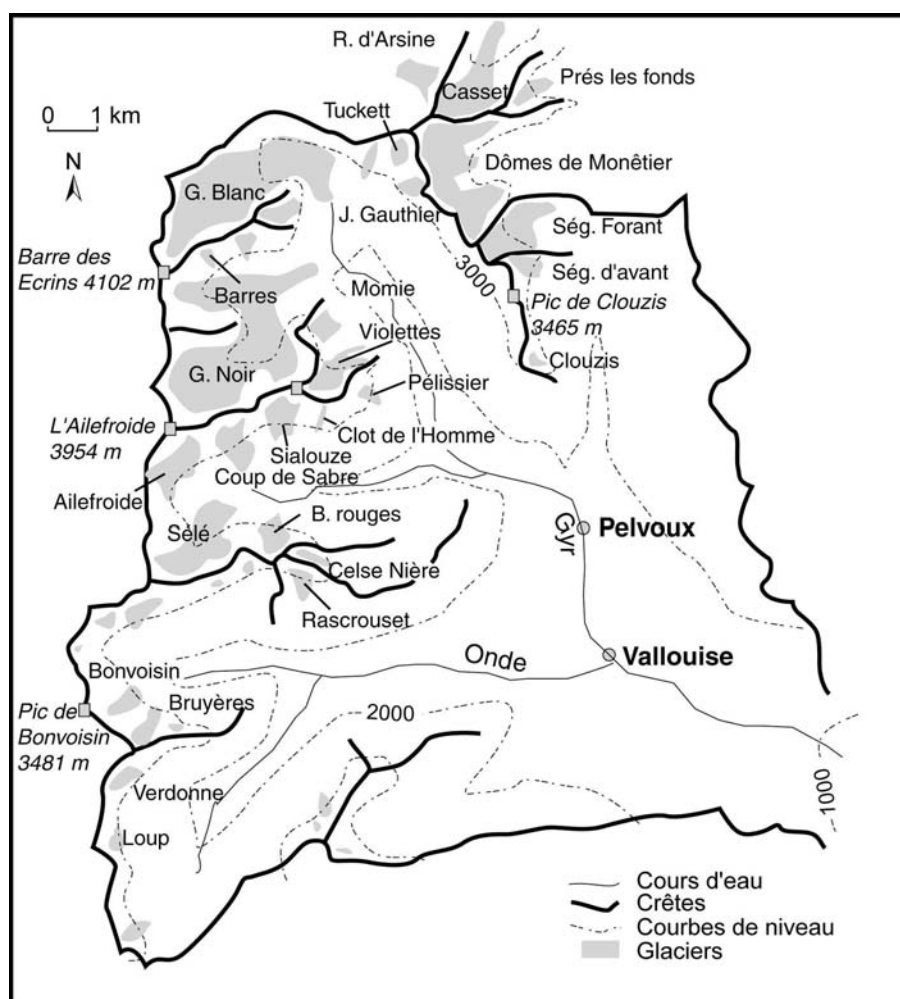 R. d'Arsine
Prés les fonds
Casset
0 1 km
Tuckett
N
Dômes de Monêtier
G. Blanc
J. Gauthier
Ség. Forant
Barre des
Ecrins 4102 m
3000
Ség. d'avant
Momie
Barres
Pic de Clouzis
3465 m
Violettes
Clouzis
G. Noir
Pélissier
L'Ailefroide
3954 m
Clot de l'Homme
Sialouze
Coup de Sabre
Ailefroide
B. rouges
Gyr
Pelvoux
Sélé
Celse Nière
Rascrouset
Onde
Vallouise
Bonvoisin
Bruyères
Pic de
Bonvoisin
3481 m
2000
Verdonne
1000
Loup
Cours d'eau
Crêtes
Courbes de niveau
Glaciers